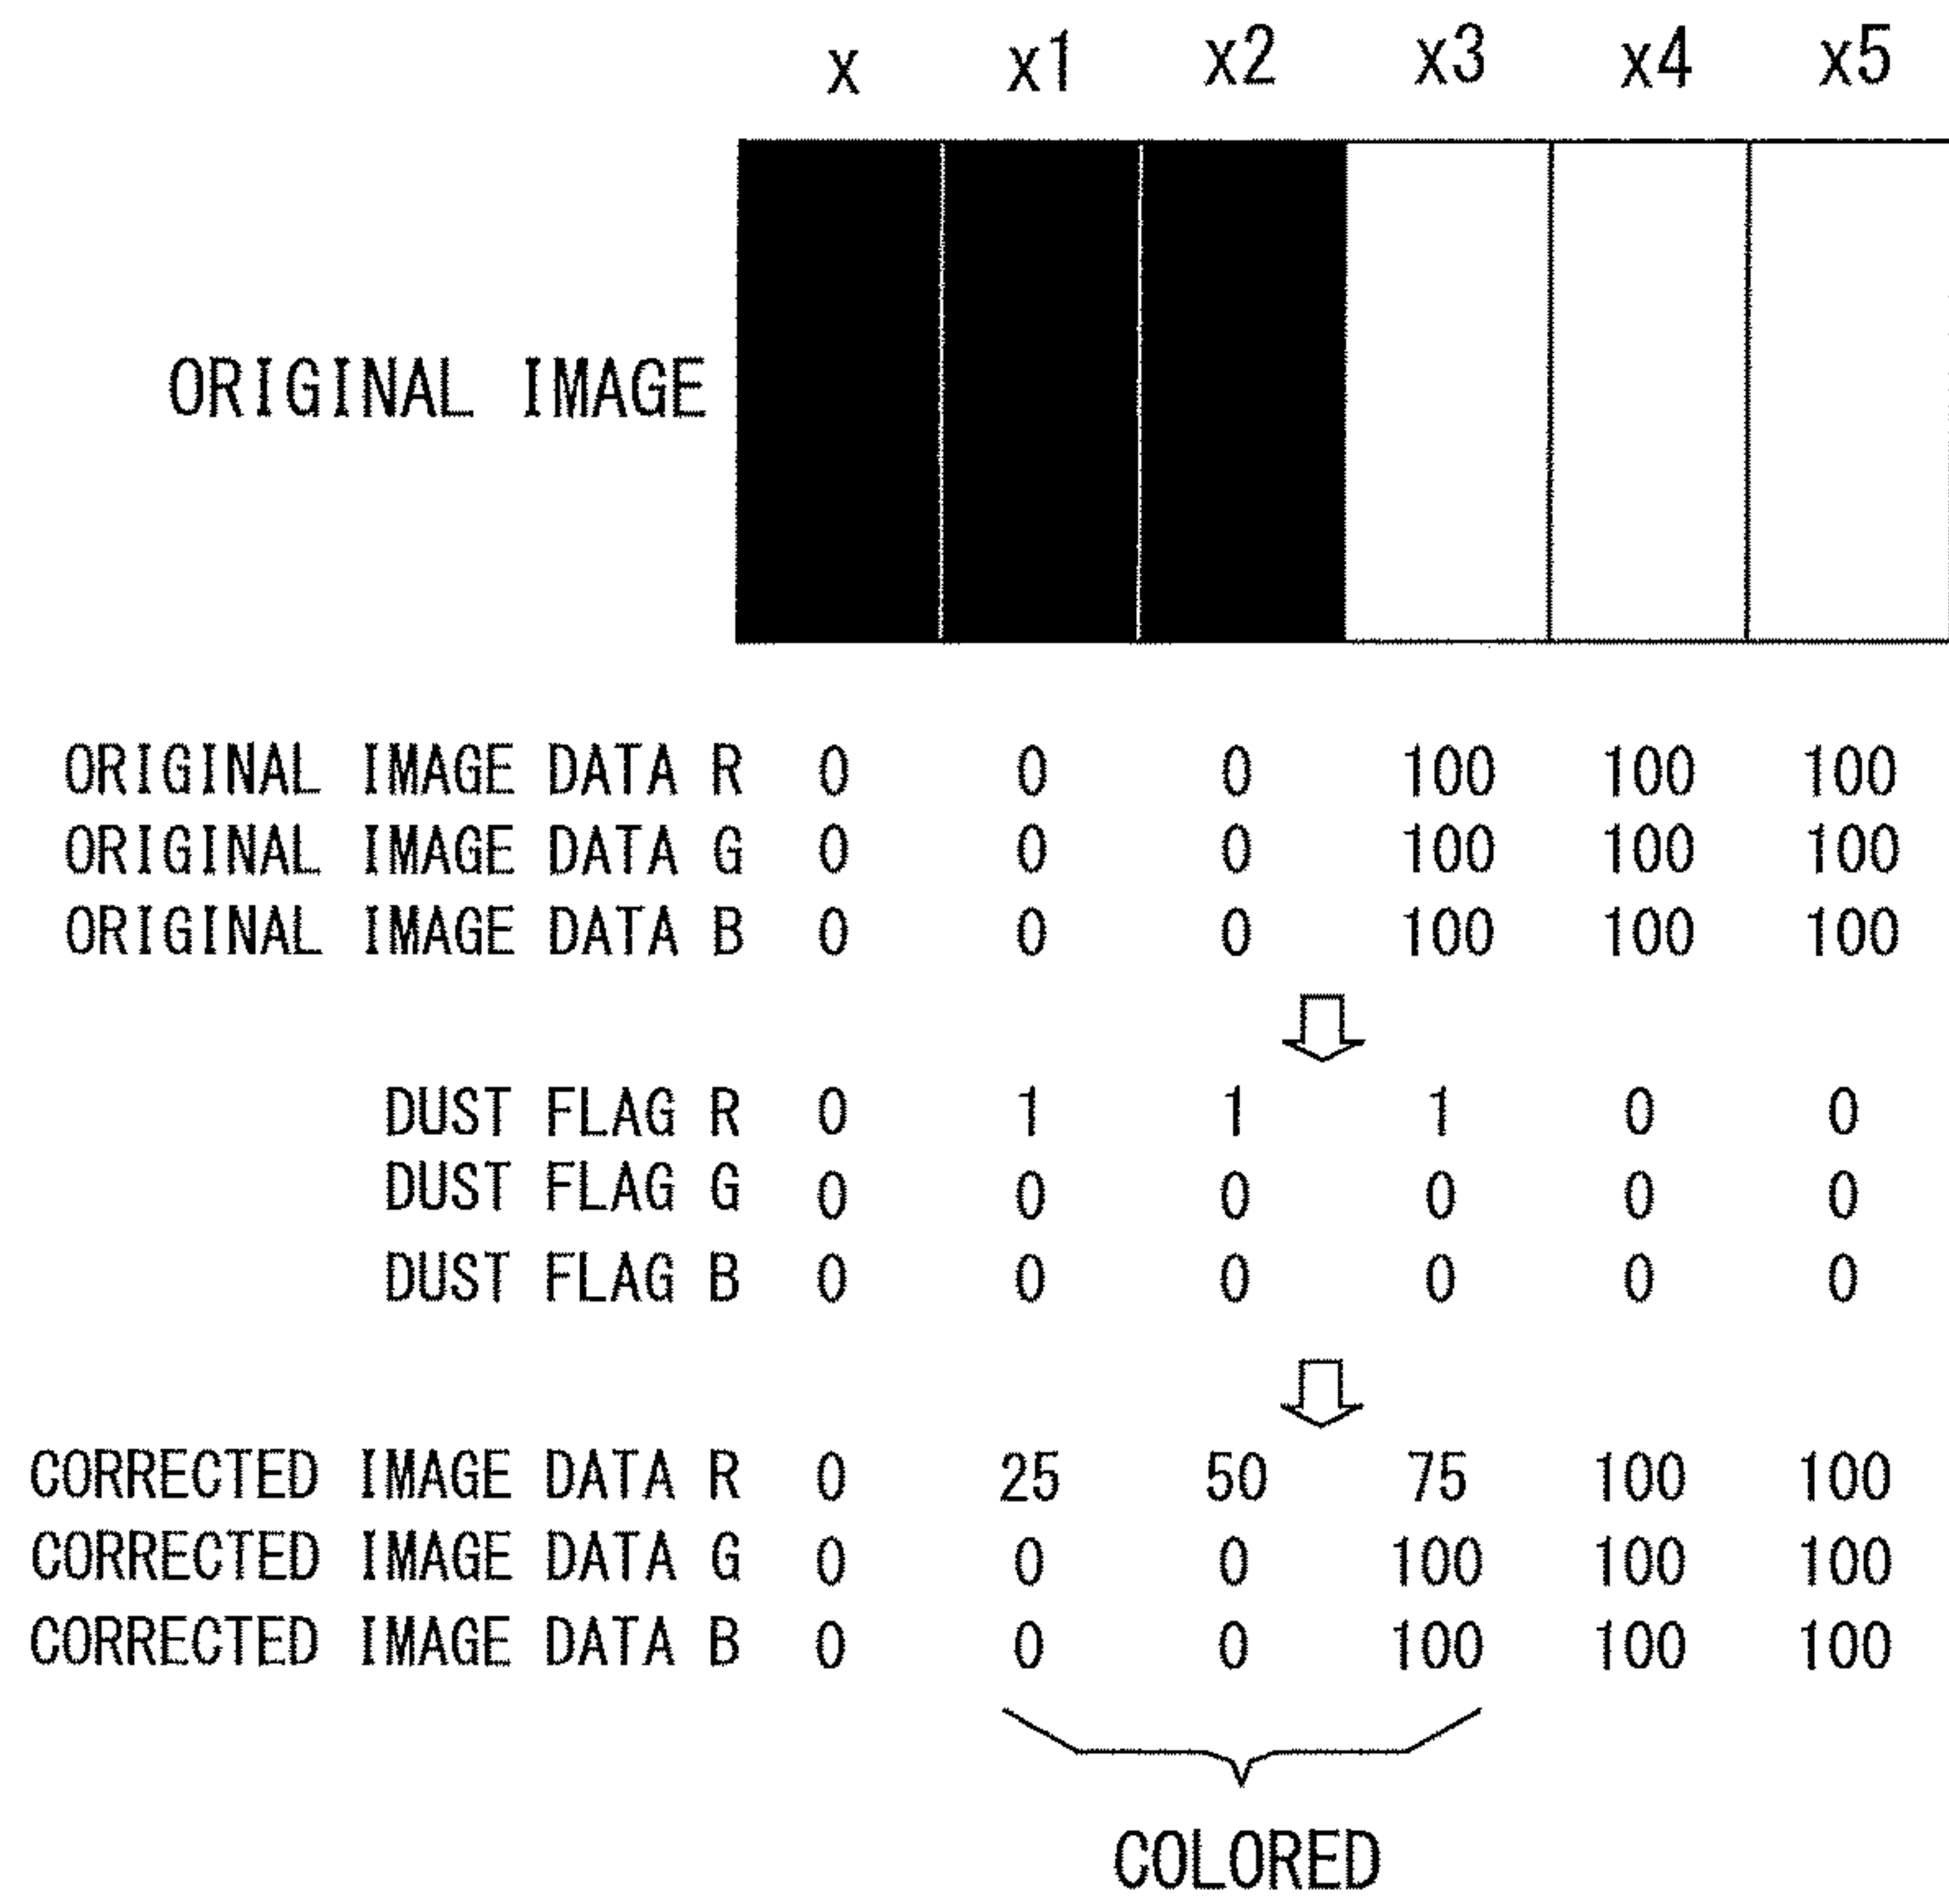 x x1 x2 x3 x4 x5
ORIGINAL IMAGE
ORIGINAL IMAGE DATA R 0 0 0 100 100 100
ORIGINAL IMAGE DATA G 0 0 0 100 100 100
ORIGINAL IMAGE DATA B 0 0 0 100 100 100
DUST FLAG R 0 1 1 1 0 0
DUST FLAG G 0 0 0 0 0 0
DUST FLAG B 0 0 0 0 0 0
CORRECTED IMAGE DATA R 0 25 50 75 100 100
CORRECTED IMAGE DATA G 0 0 0 100 100 100
CORRECTED IMAGE DATA B 0 0 0 100 100 100
COLORED